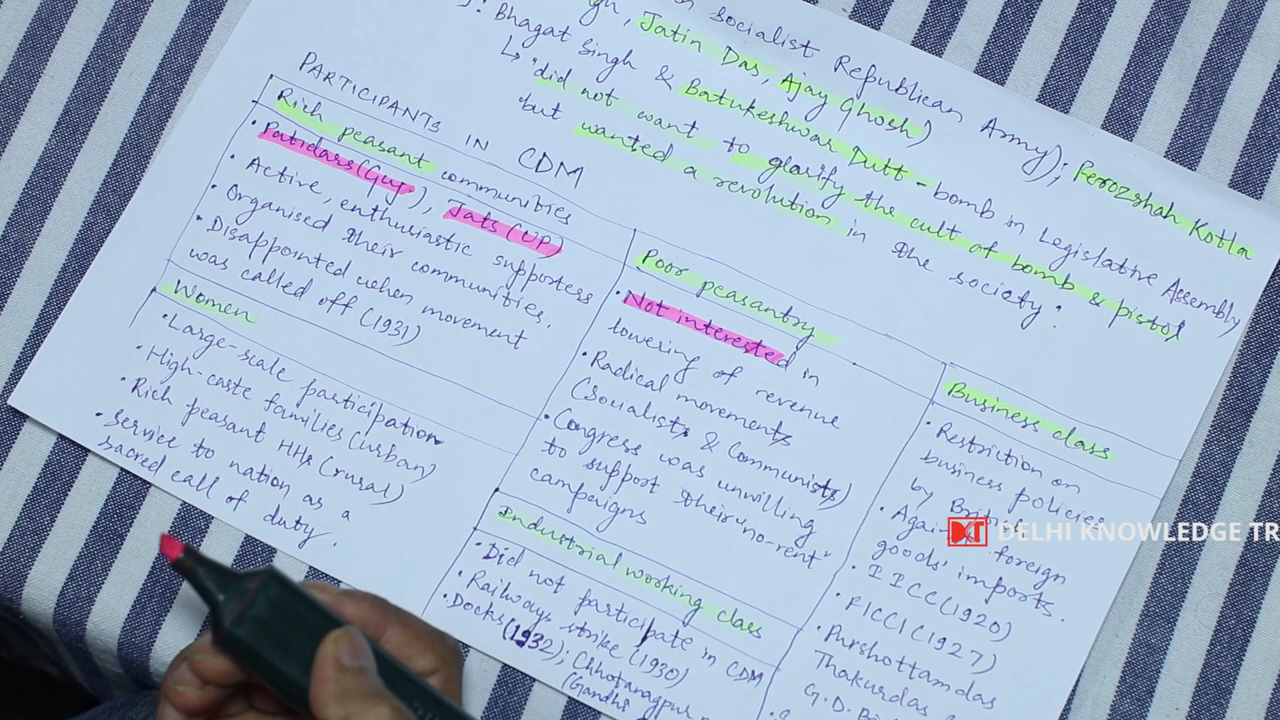 Socialist Republican Army); Ferozshah Kotla
Jatin Das, Ajay Ghosh)
Bhagat Singh & Batukeshwar Dutt - bomb in Legislative Assembly
↳ "did not want to glorify the cult of bomb & pistol
but wanted a revolution in the society".
PARTICIPANTS IN CDM
Rich peasant communities
• Patidars (Guj), Jats (UP)
• Active, enthusiastic supporters
• Organised their communities.
• Disappointed when movement
was called off (1931)
Women
• Large-scale participation
• High-caste families (urban)
• Rich peasant HHs (rural)
• Service to nation as a
sacred call of duty.
Poor peasantry
• Not interested in
lowering of revenue
• Radical movements
(Socialists & Communists)
• Congress was unwilling
to support their "no-rent"
campaigns
Industrial working class
• Did not participate in CDM
• Railways strike (1930)
• Docks (1932); Chhotanagpur
(Gandhi
Business class
• Restriction on
business policies
by British
• Against foreign
goods' imports.
• IICC (1920)
• FICCI (1927)
• Purshottamdas
Thakurdas
G.D.
DKT DELHI KNOWLEDGE TR